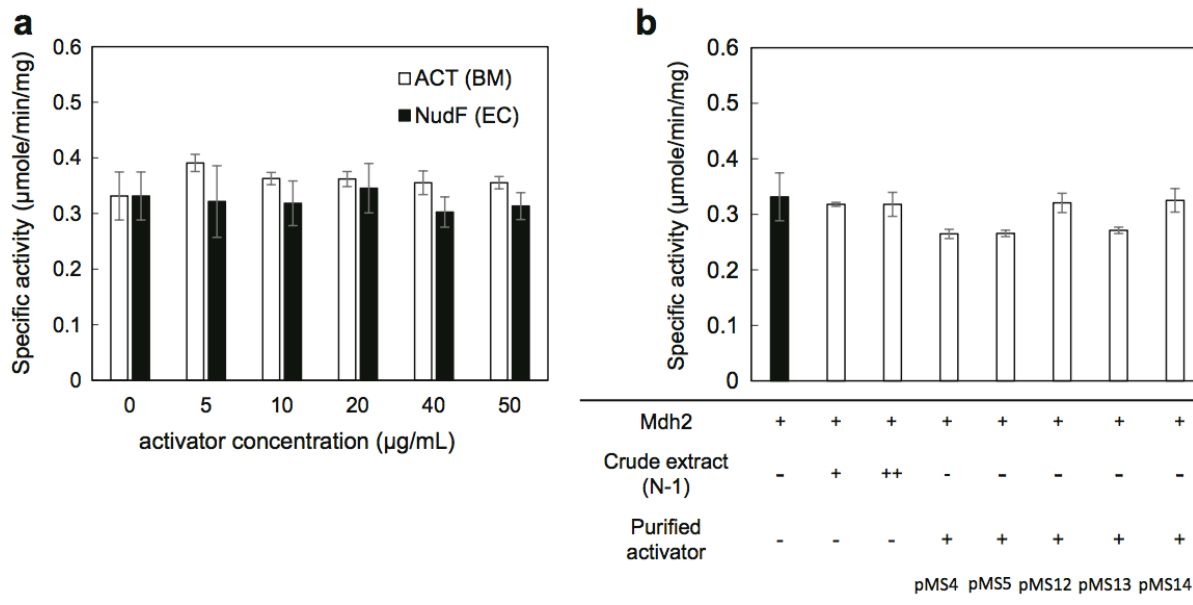 a
Specific activity (µmole/min/mg)
0.6
0.5
0.4
0.3
0.2
0.1
0
ACT (BM)
NudF (EC)
0 5 10 20 40 50
activator concentration (µg/mL)
b
Specific activity (µmole/min/mg)
0.6
0.5
0.4
0.3
0.2
0.1
0
Mdh2 + + + + + + + +
Crude extract
(N-1) - + ++ - - - - -
Purified
activator - - - + + + + +
pMS4 pMS5 pMS12 pMS13 pMS14